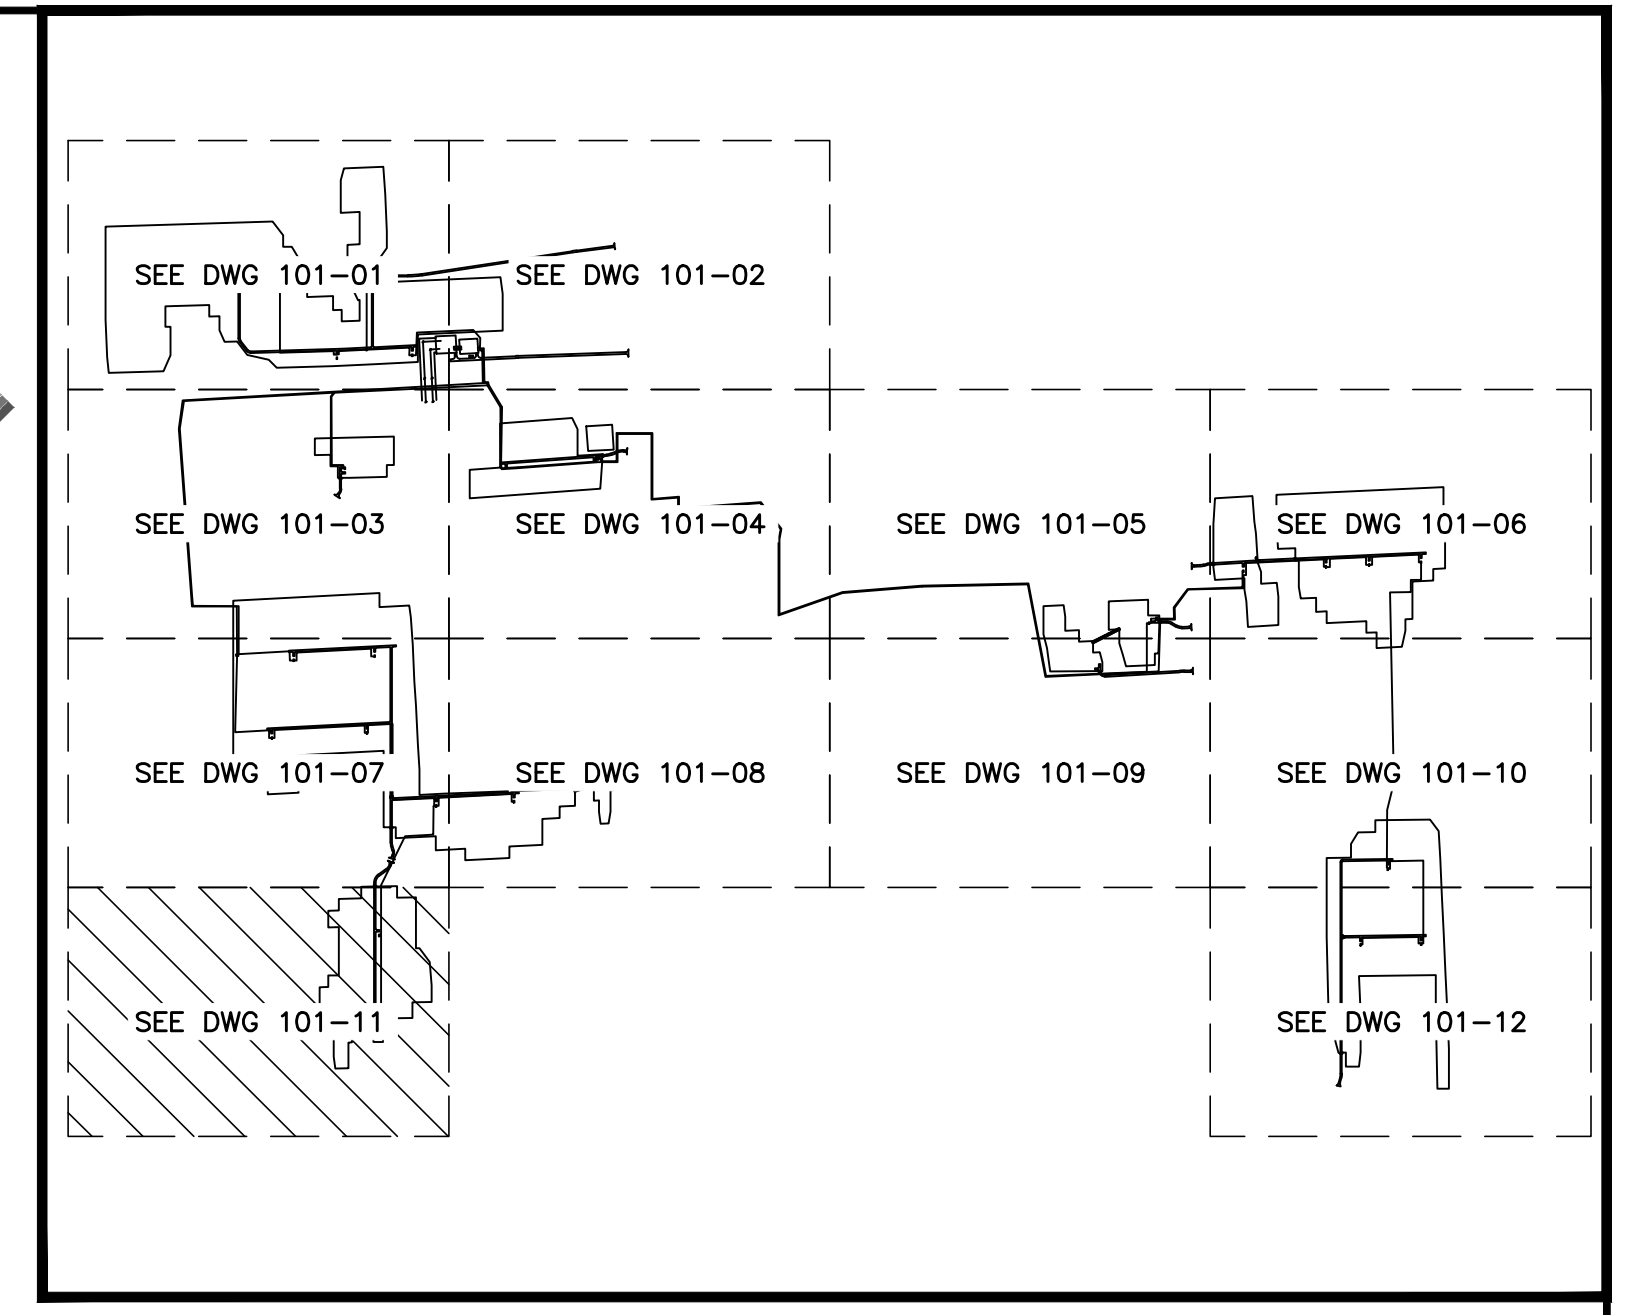 SEE DWG 101-01
SEE DWG 101-02
SEE DWG 101-03
SEE DWG 101-04
SEE DWG 101-05
SEE DWG 101-06
SEE DWG 101-07
SEE DWG 101-08
SEE DWG 101-09
SEE DWG 101-10
SEE DWG 101-11
SEE DWG 101-12